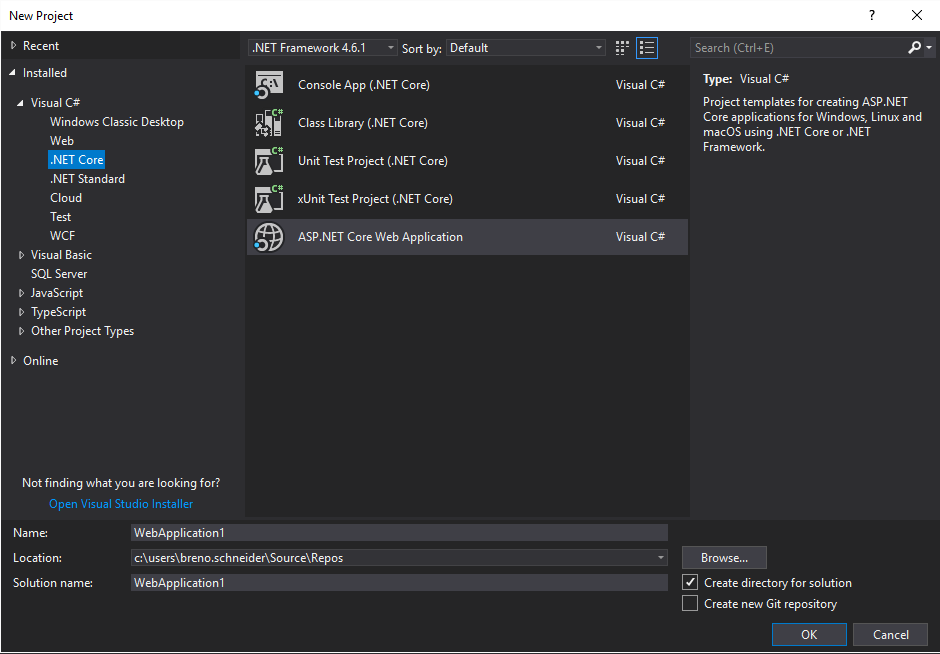 New Project
?
Recent
.NET Framework 4.6.1
Sort by:
Default
Search (Ctrl+E)
Installed
Visual C#
Windows Classic Desktop
Web
.NET Core
.NET Standard
Cloud
Test
WCF
Visual Basic
SQL Server
JavaScript
TypeScript
Other Project Types
Online
Not finding what you are looking for?
Open Visual Studio Installer
Console App (.NET Core) Visual C#
C#
Class Library (.NET Core) Visual C#
C#
Unit Test Project (.NET Core) Visual C#
C#
xUnit Test Project (.NET Core) Visual C#
ASP.NET Core Web Application Visual C#
Type: Visual C#
Project templates for creating ASP.NET
Core applications for Windows, Linux and
macOS using .NET Core or .NET
Framework.
Name: WebApplication1
Location: c:\users\breno.schneider\Source\Repos
Browse...
Solution name: WebApplication1
Create directory for solution
Create new Git repository
OK
Cancel